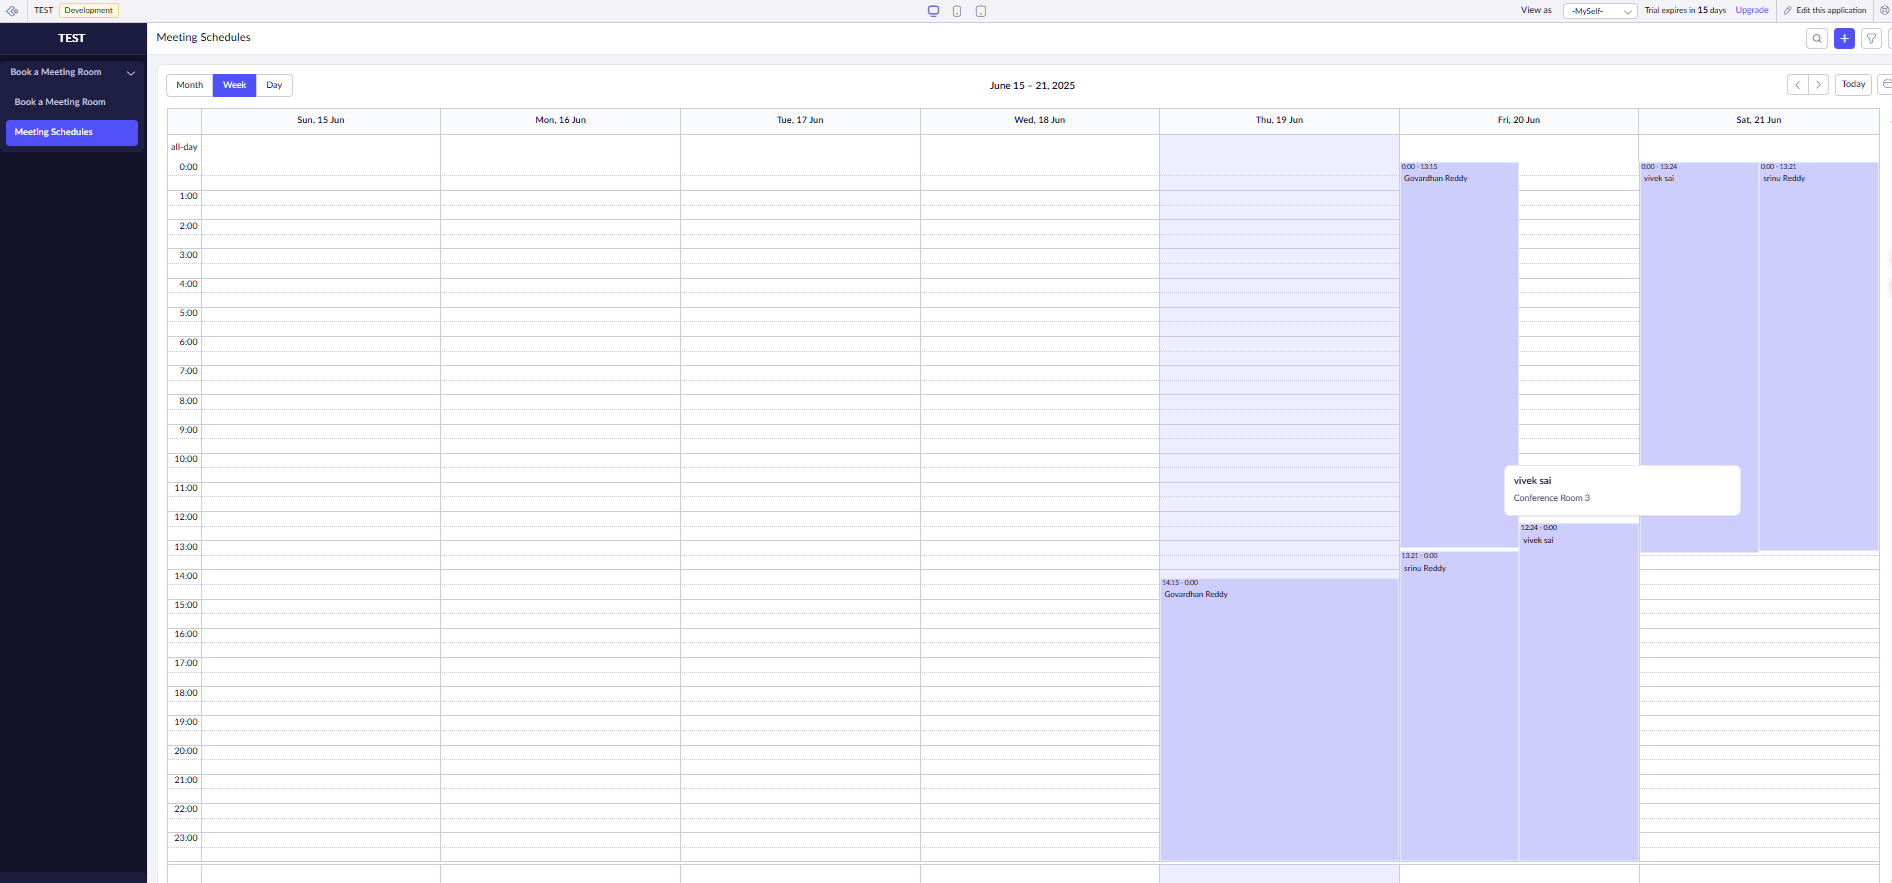 TEST Development View as -MySelf- Trial expires in 15 days Upgrade Edit this application
TEST
Meeting Schedules
Book a Meeting Room
Book a Meeting Room
Meeting Schedules
Month Week Day June 15 – 21, 2025 Today
Sun, 15 Jun Mon, 16 Jun Tue, 17 Jun Wed, 18 Jun Thu, 19 Jun Fri, 20 Jun Sat, 21 Jun
all-day
0:00
0:00 - 13:15
Govardhan Reddy
0:00 - 13:24
vivek sai
0:00 - 13:21
srinu Reddy
1:00
2:00
3:00
4:00
5:00
6:00
7:00
8:00
9:00
10:00
11:00
vivek sai
Conference Room 3
12:00
12:24 - 0:00
vivek sai
13:00
13:21 - 0:00
srinu Reddy
14:00
14:15 - 0:00
Govardhan Reddy
15:00
16:00
17:00
18:00
19:00
20:00
21:00
22:00
23:00